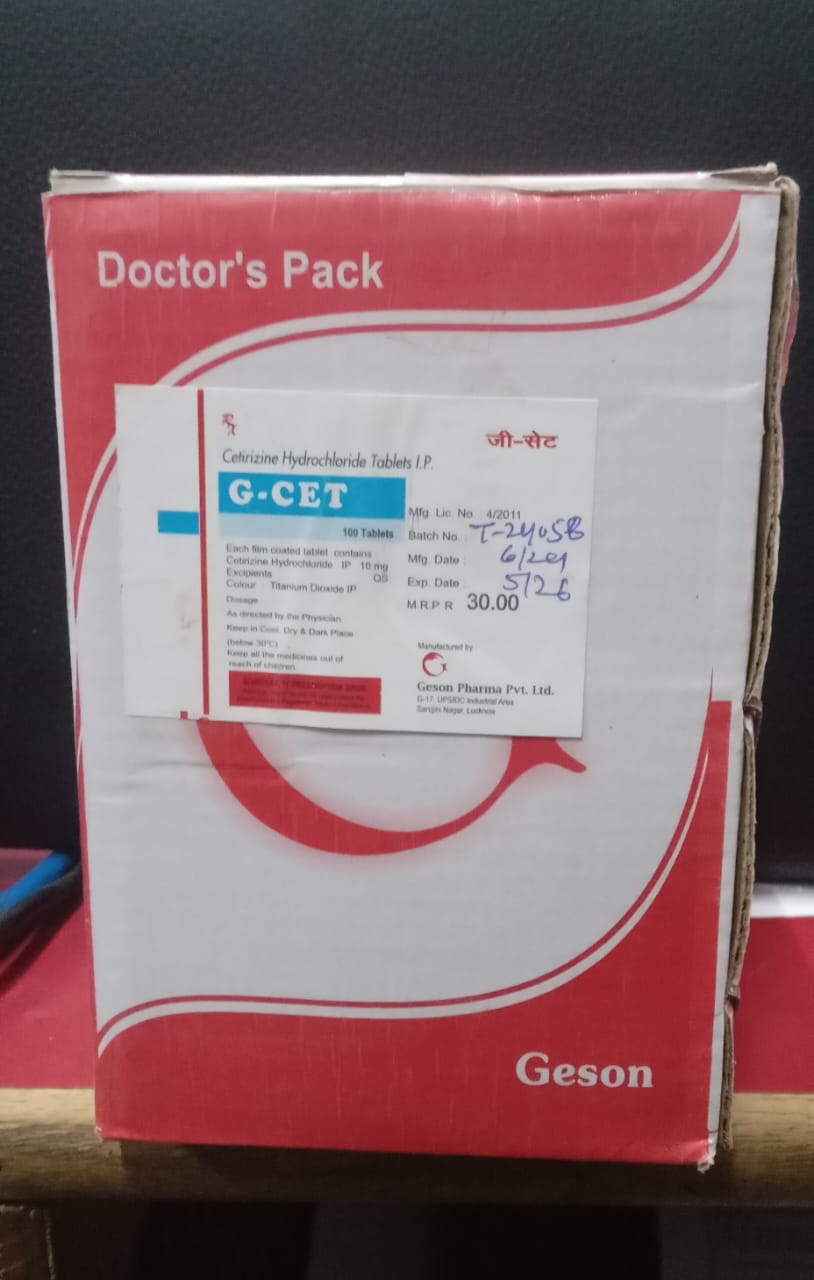 Doctor's Pack
Rx
जी-सेट
Cetirizine Hydrochloride Tablets I.P.
G-CET
100 Tablets
Each film coated tablet contains
Cetirizine Hydrochloride IP 10 mg
Excipients QS
Colour : Titanium Dioxide IP
Dosage
As directed by the Physician
Keep in Cool, Dry & Dark Place
(below 30°C)
Keep all the medicines out of
reach of children
Mfg. Lic. No. : 4/2011
Batch No. : T-2405B
Mfg. Date : 6/24
Exp. Date : 5/26
M.R.P. R 30.00
Manufactured by
Geson Pharma Pvt. Ltd.
G-17, UPSIDC Industrial Area
Sarojini Nagar, Lucknow
Geson